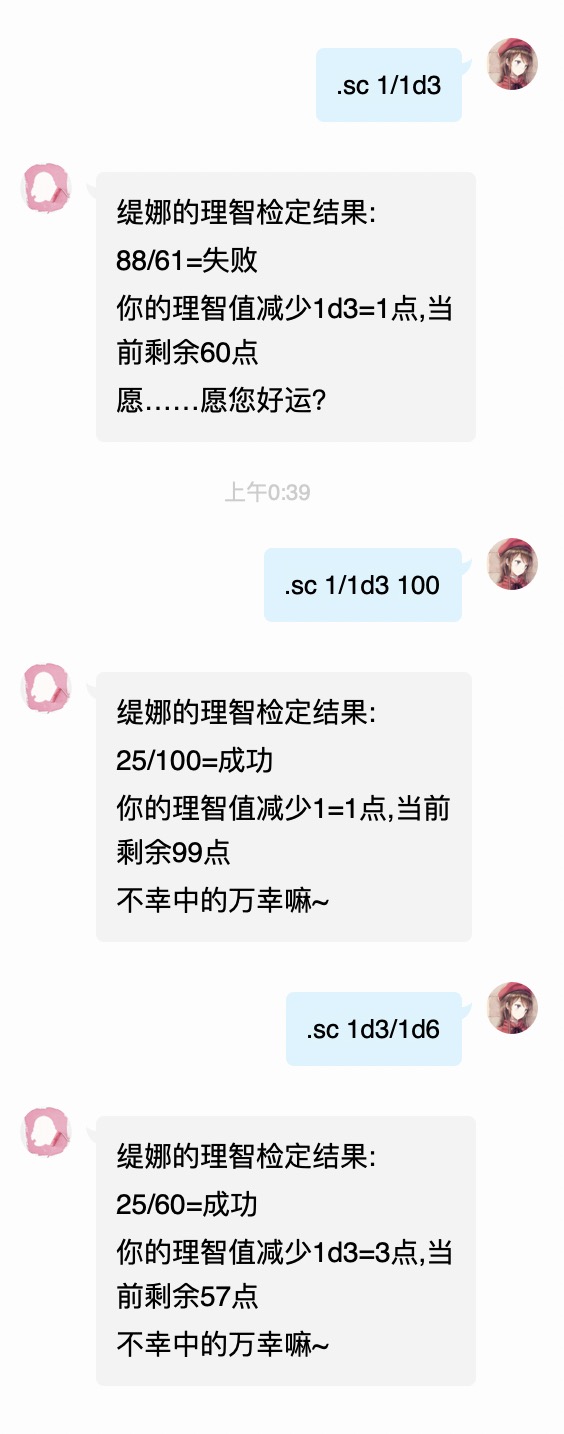 .sc 1/1d3
缇娜的理智检定结果:
88/61=失败
你的理智值减少1d3=1点,当
前剩余60点
愿……愿您好运?
上午0:39
.sc 1/1d3 100
缇娜的理智检定结果:
25/100=成功
你的理智值减少1=1点,当前
剩余99点
不幸中的万幸嘛~
.sc 1d3/1d6
缇娜的理智检定结果:
25/60=成功
你的理智值减少1d3=3点,当
前剩余57点
不幸中的万幸嘛~